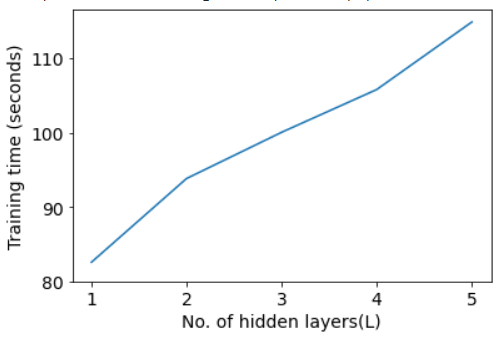 110
100
90
80
1 2 3 4 5
Training time (seconds)
No. of hidden layers(L)